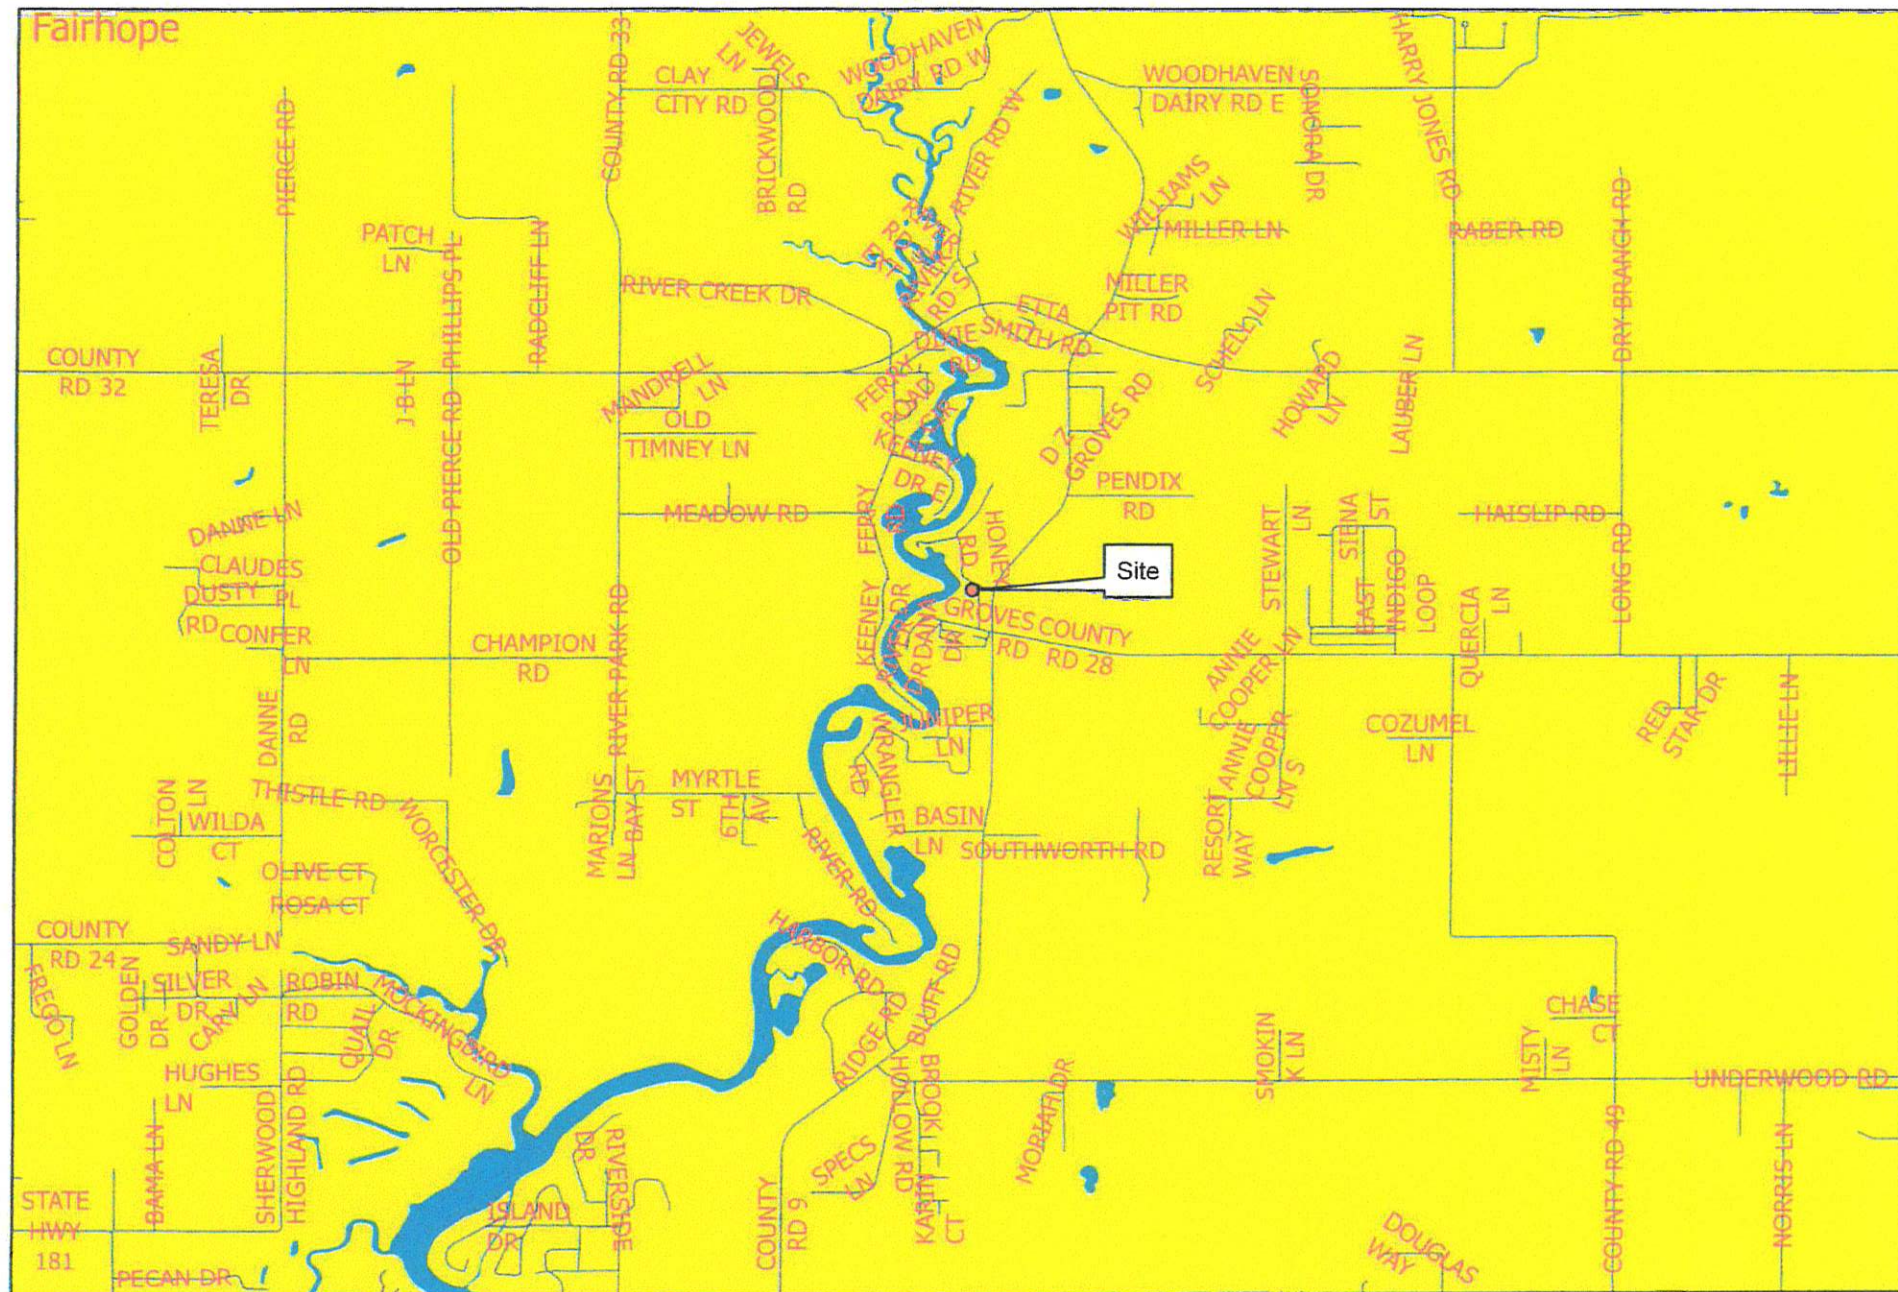 Fairhope
PIERCE RD
COUNTY RD 33
CLAY
CITY RD
JEWELS
LN
BRICKWOOD
RD
WOODHAVEN
DAIRY RD W
RIVER RD W
WOODHAVEN
DAIRY RD E
SONORA DR
HARRY JONES RD
WILLIAMS
LN
MILLER LN
RABER RD
DRY BRANCH RD
PATCH
LN
OLD PIERCE RD PHILLIPS PL
RADCLIFF LN
RIVER CREEK DR
RIVER
RD S
MILLER
PIT RD
ETTA
SMITH RD
SCHELL LN
DIXIE
RD
COUNTY
RD 32
TERESA
DR
J B LN
MANDRELL
LN
OLD
TIMNEY LN
FERRY
ROAD
DR
KEENEY
DR E
D Z
GROVES RD
HOWARD
LN
LAUBER LN
PENDIX
RD
MEADOW RD
KEENEY FERRY
RD
HONEY
RD
STEWART
LN
SIENA
ST
HAISLIP RD
LONG RD
DANNE LN
CLAUDES
PL
DUSTY
RD
CONFER
LN
CHAMPION
RD
RIVER PARK RD
Site
GROVES COUNTY
RD RD 28
RIVER DR
DR DANA
DR
EAST
INDIGO
LOOP
QUERCIA
LN
ANNIE
COOPER LN
DANNE
RD
JUNIPER
LN
WRANGLER
RD
ANNIE
COOPER
LN S
COZUMEL
LN
RED
STAR DR
LILLIE LN
THISTLE RD
WORCESTER DR
COLTON
LN
WILDA
CT
MARIONS
LN
BAY ST
MYRTLE
ST
6TH
AV
RIVER RD
BASIN
LN
SOUTHWORTH RD
RESORT
WAY
OLIVE CT
ROSA CT
COUNTY
RD 24
SANDY LN
HARBOR RD
BLUFF RD
FREGO LN
GOLDEN
DR
SILVER
DR
CARY LN
ROBIN
RD
QUAIL
DR
MOCKINGBIRD
LN
RIDGE RD
SMOKIN
K LN
CHASE
CT
MISTY
LN
HUGHES
LN
HOLLOW RD
MORIAH DR
UNDERWOOD RD
BAMA LN
SHERWOOD
HIGHLAND RD
RIVERSIDE
DR
SPECS
LN
CT
COUNTY RD 49
NORRIS LN
STATE
HWY
181
ISLAND
DR
COUNTY
RD 9
DOUGLAS
WAY
PECAN DR